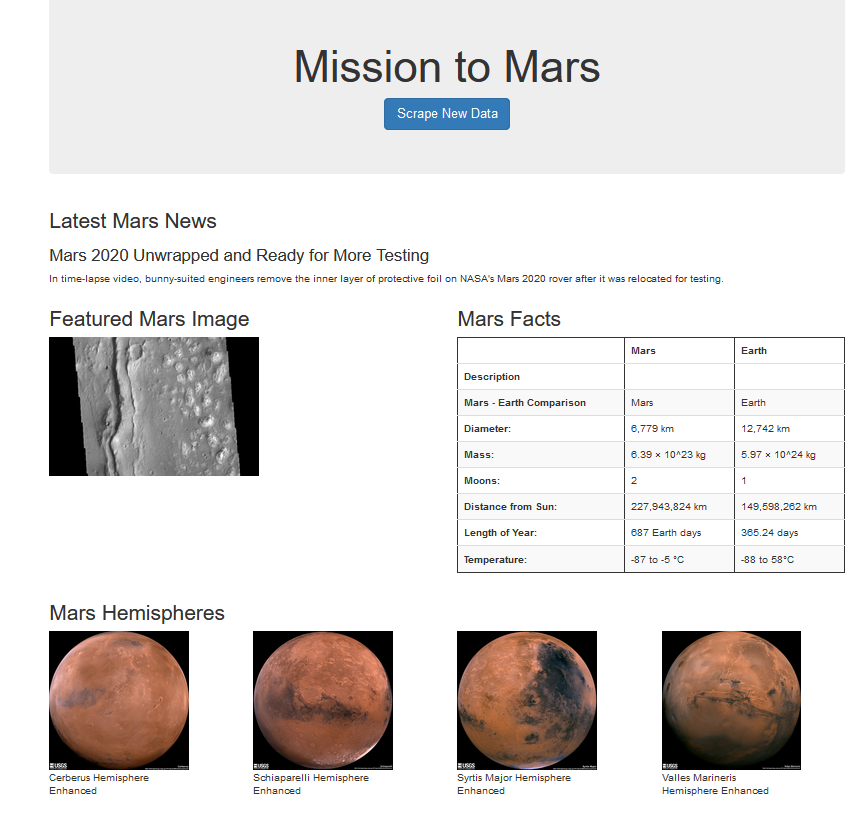 Mission to Mars
Scrape New Data
Latest Mars News
Mars 2020 Unwrapped and Ready for More Testing
In time-lapse video, bunny-suited engineers remove the inner layer of protective foil on NASA's Mars 2020 rover after it was relocated for testing.
Featured Mars Image
Mars Facts
Mars Earth
Description
Mars - Earth Comparison Mars Earth
Diameter: 6,779 km 12,742 km
Mass: 6.39 × 10^23 kg 5.97 × 10^24 kg
Moons: 2 1
Distance from Sun: 227,943,824 km 149,598,262 km
Length of Year: 687 Earth days 365.24 days
Temperature: -87 to -5 °C -88 to 58°C
Mars Hemispheres
USGS
USGS
USGS
USGS
Cerberus Hemisphere
Enhanced
Schiaparelli Hemisphere
Enhanced
Syrtis Major Hemisphere
Enhanced
Valles Marineris
Hemisphere Enhanced